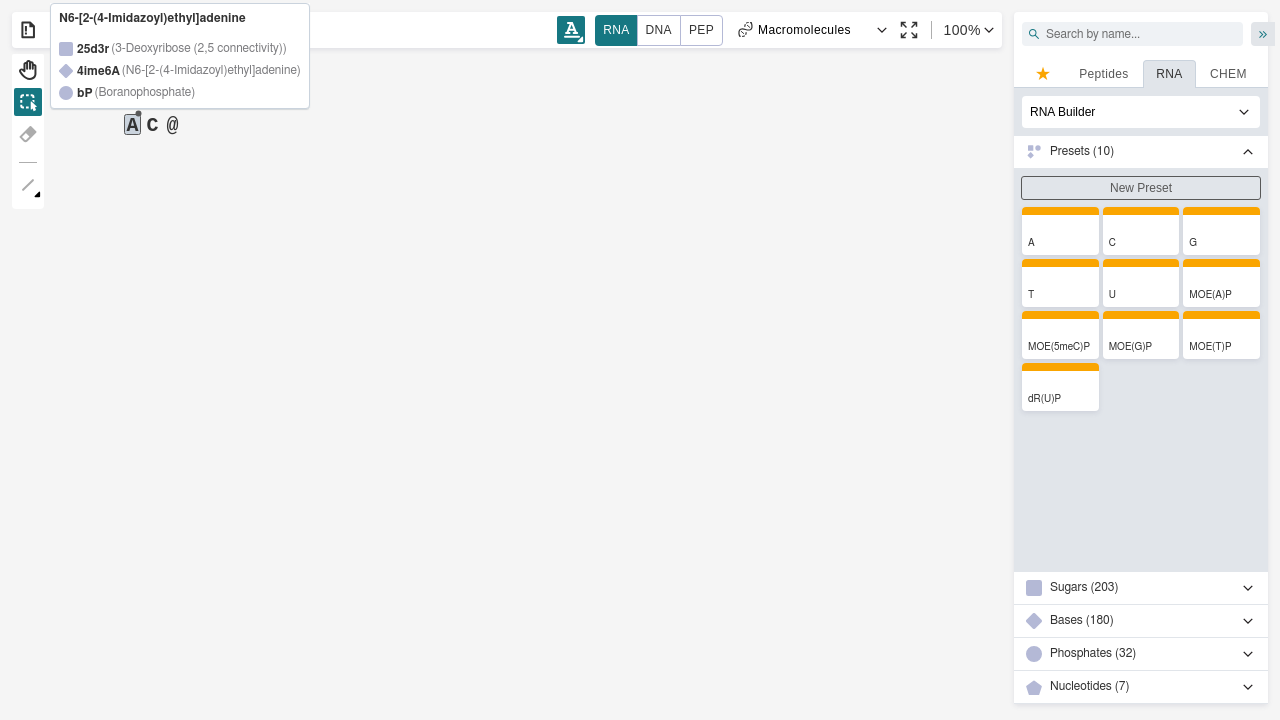 N6-[2-(4-Imidazoyl)ethyl]adenine
25d3r (3-Deoxyribose (2,5 connectivity))
4ime6A (N6-[2-(4-Imidazoyl)ethyl]adenine)
bP (Boranophosphate)
A
RNA DNA PEP
Macromolecules
100%
A C @
Search by name...
»
★ Peptides RNA CHEM
RNA Builder
Presets (10)
New Preset
A C G
T U MOE(A)P
MOE(5meC)P MOE(G)P MOE(T)P
dR(U)P
Sugars (203)
Bases (180)
Phosphates (32)
Nucleotides (7)